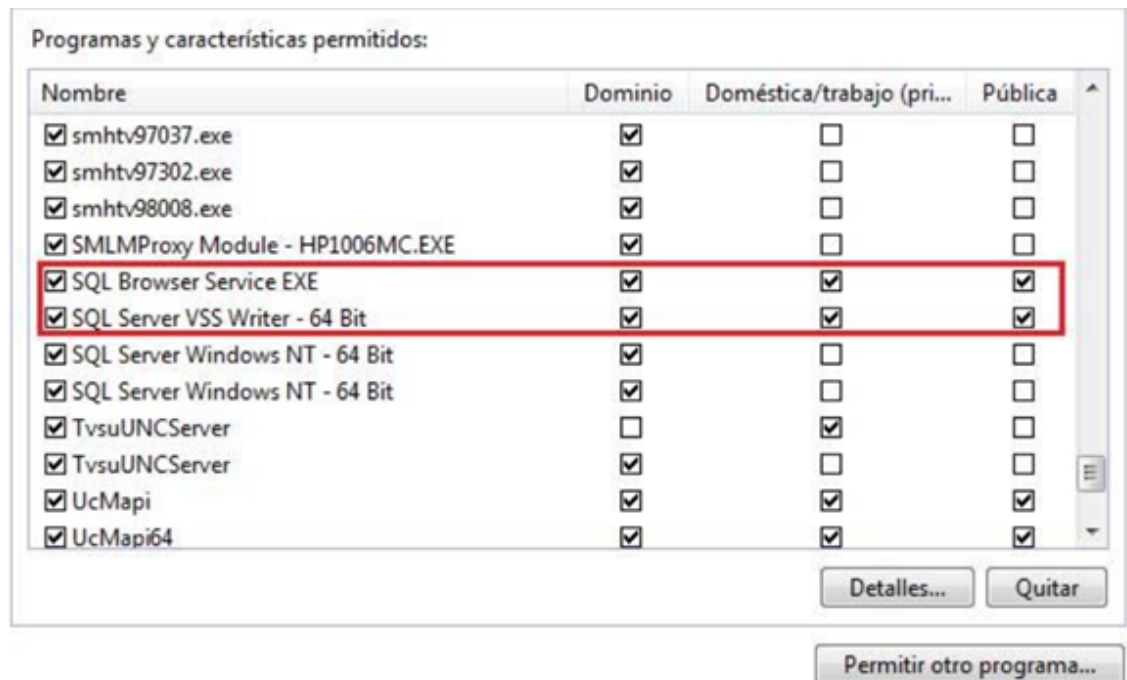 Programas y características permitidos:
Nombre Dominio Doméstica/trabajo (pri... Pública
smhtv97037.exe
smhtv97302.exe
smhtv98008.exe
SMLMProxy Module - HP1006MC.EXE
SQL Browser Service EXE
SQL Server VSS Writer - 64 Bit
SQL Server Windows NT - 64 Bit
SQL Server Windows NT - 64 Bit
TvsuUNCServer
TvsuUNCServer
UcMapi
UcMapi64
Detalles... Quitar
Permitir otro programa...